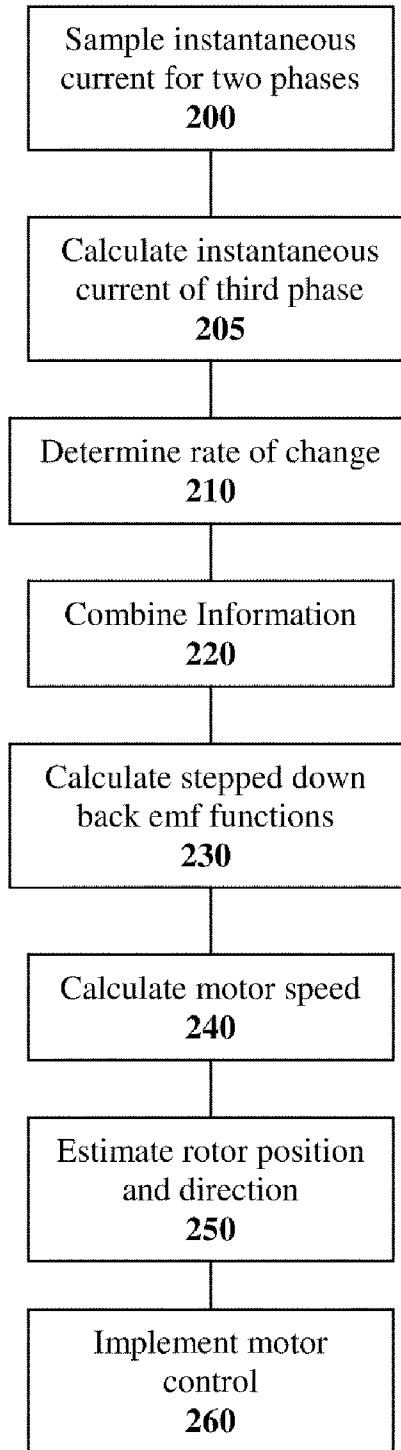 Sample instantaneous
current for two phases
200
Calculate instantaneous
current of third phase
205
Determine rate of change
210
Combine Information
220
Calculate stepped down
back emf functions
230
Calculate motor speed
240
Estimate rotor position
and direction
250
Implement motor
control
260